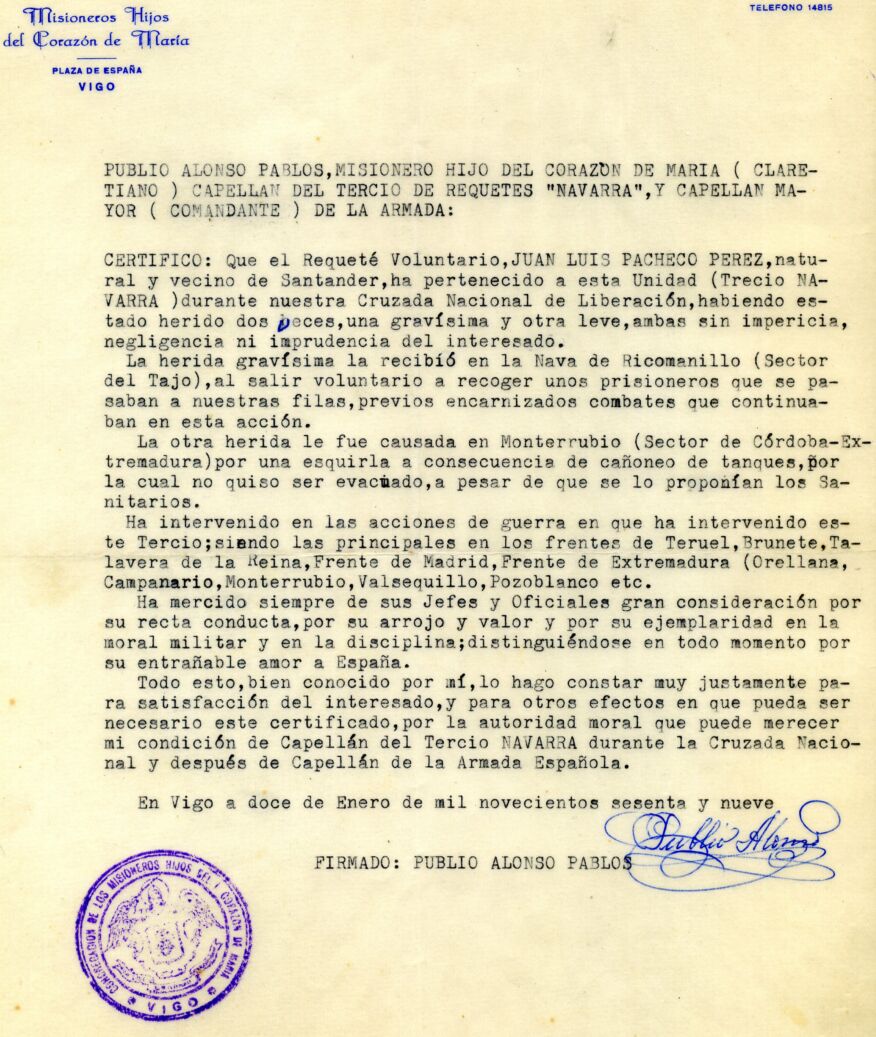 Misioneros Hijos
del Corazón de María
PLAZA DE ESPAÑA
VIGO
TELEFONO 14815
PUBLIO ALONSO PABLOS,MISIONERO HIJO DEL CORAZON DE MARIA ( CLARE-
TIANO ) CAPELLAN DEL TERCIO DE REQUETES "NAVARRA",Y CAPELLAN MA-
YOR ( COMANDANTE ) DE LA ARMADA:
CERTIFICO: Que el Requeté Voluntario,JUAN LUIS PACHECO PEREZ,natu-
ral y vecino de Santander,ha pertenecido a esta Unidad (Trecio NA-
VARRA )durante nuestra Cruzada Nacional de Liberación,habiendo es-
tado herido dos veces,una gravísima y otra leve,ambas sin impericia,
negligencia ni imprudencia del interesado.
La herida gravísima la recibió en la Nava de Ricomanillo (Sector
del Tajo),al salir voluntario a recoger unos prisioneros que se pa-
saban a nuestras filas,previos encarnizados combates que continua-
ban en esta acción.
La otra herida le fue causada en Monterrubio (Sector de Córdoba-Ex-
tremadura)por una esquirla a consecuencia de cañoneo de tanques,por
la cual no quiso ser evacuado,a pesar de que se lo proponían los Sa-
nitarios.
Ha intervenido en las acciones de guerra en que ha intervenido es-
te Tercio;siendo las principales en los frentes de Teruel,Brunete,Ta-
lavera de la Reina,Frente de Madrid,Frente de Extremadura (Orellana,
Campanario,Monterrubio,Valsequillo,Pozoblanco etc.
Ha mercido siempre de sus Jefes y Oficiales gran consideración por
su recta conducta,por su arrojo y valor y por su ejemplaridad en la
moral militar y en la disciplina;distinguiéndose en todo momento por
su entrañable amor a España.
Todo esto,bien conocido por mí,lo hago constar muy justamente pa-
ra satisfacción del interesado,y para otros efectos en que pueda ser
necesario este certificado,por la autoridad moral que puede merecer
mi condición de Capellán del Tercio NAVARRA durante la Cruzada Nacio-
nal y después de Capellán de la Armada Española.
En Vigo a doce de Enero de mil novecientos sesenta y nueve
Publio Alonso
FIRMADO: PUBLIO ALONSO PABLOS
CONGREGACION DE LOS MISIONEROS HIJOS DEL I. CORAZON DE MARIA
VIGO